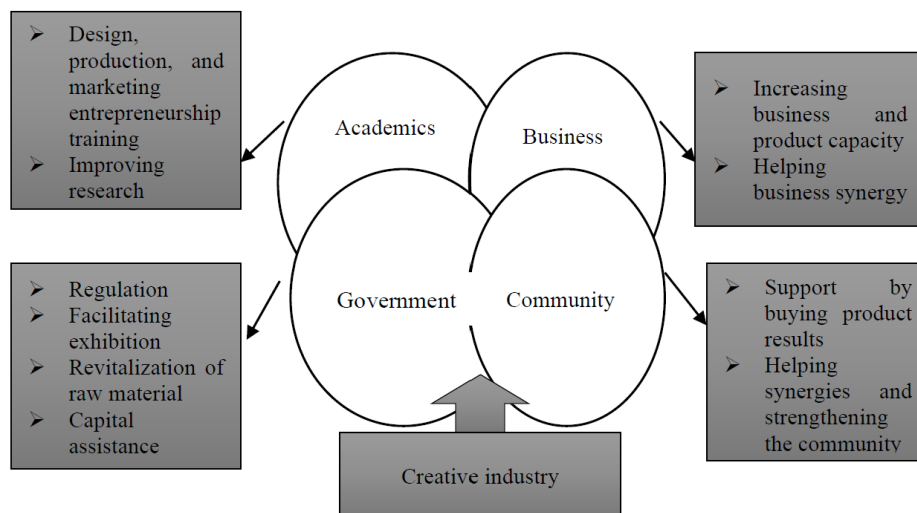 ➢ Design,
production, and
marketing
entrepreneurship
training
➢ Improving
research
Academics
Business
➢ Increasing
business and
product capacity
➢ Helping
business synergy
➢ Regulation
➢ Facilitating
exhibition
➢ Revitalization of
raw material
➢ Capital
assistance
Government
Community
➢ Support by
buying product
results
➢ Helping
synergies and
strengthening
the community
Creative industry